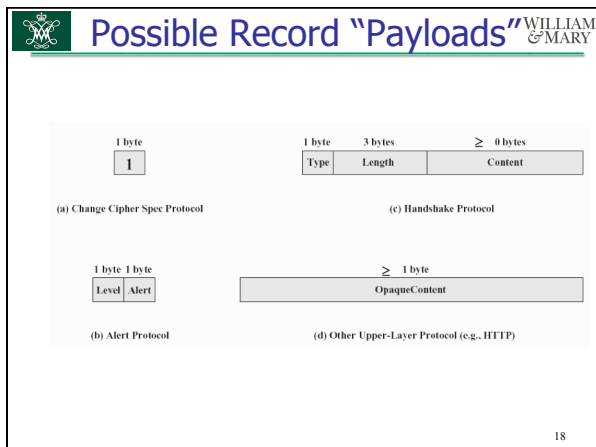 Possible Record “Payloads”
WILLIAM
& MARY
1 byte
1
(a) Change Cipher Spec Protocol
1 byte 3 bytes ≥ 0 bytes
Type Length Content
(c) Handshake Protocol
1 byte 1 byte
Level Alert
(b) Alert Protocol
≥ 1 byte
OpaqueContent
(d) Other Upper-Layer Protocol (e.g., HTTP)
18